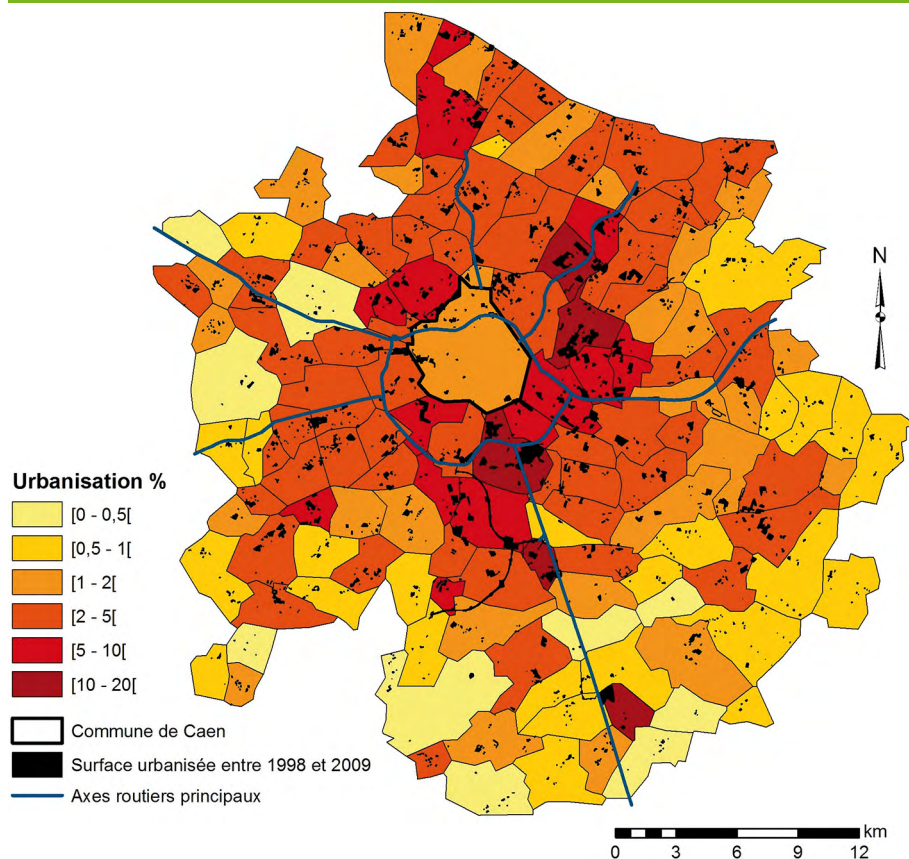 N
Urbanisation %
[0 - 0,5[
[0,5 - 1[
[1 - 2[
[2 - 5[
[5 - 10[
[10 - 20[
Commune de Caen
Surface urbanisée entre 1998 et 2009
Axes routiers principaux
km
0 3 6 9 12